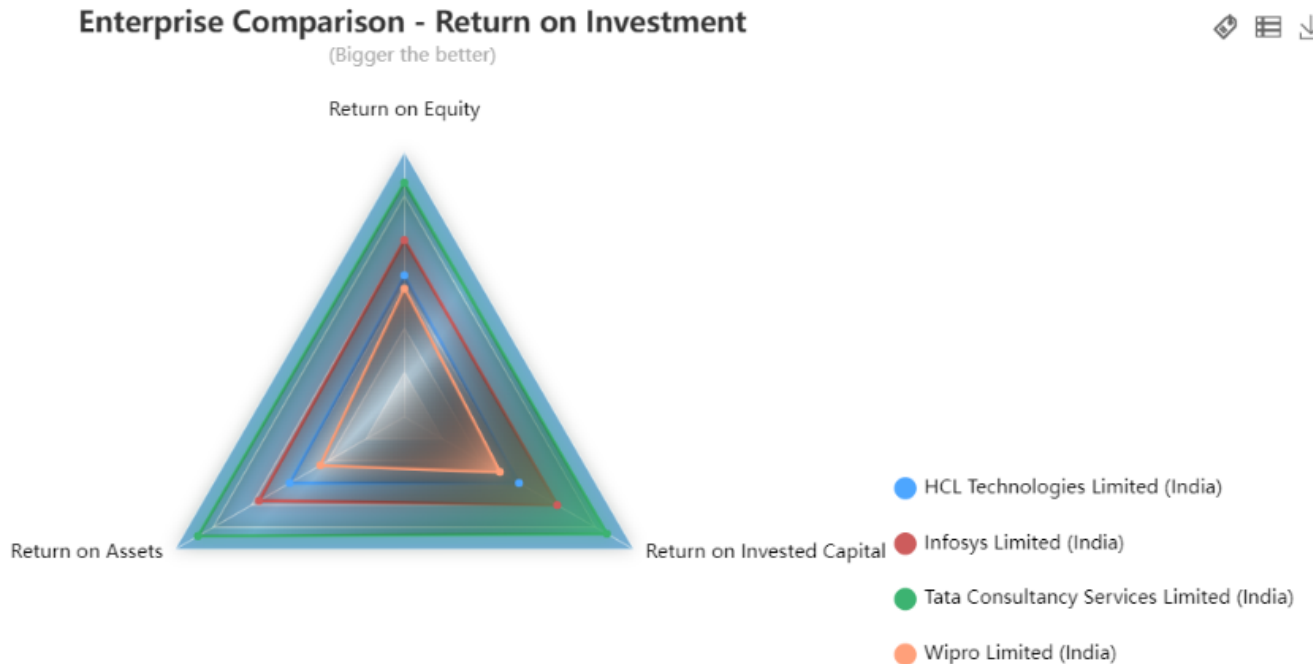 Enterprise Comparison - Return on Investment
(Bigger the better)
Return on Equity
Return on Assets
Return on Invested Capital
HCL Technologies Limited (India)
Infosys Limited (India)
Tata Consultancy Services Limited (India)
Wipro Limited (India)